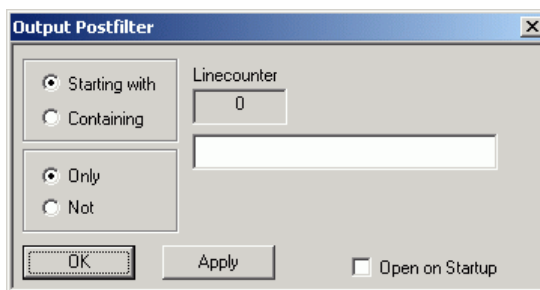 Output Postfilter
Starting with
Containing
Linecounter
0
Only
Not
OK
Apply
Open on Startup